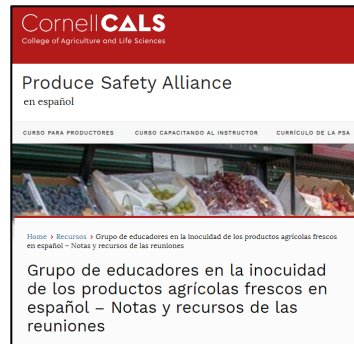 CornellCALS
College of Agriculture and Life Sciences
Produce Safety Alliance
en español
CURSO PARA PRODUCTORES CURSO CAPACITANDO AL INSTRUCTOR CURRÍCULO DE LA PSA
Home › Recursos › Grupo de educadores en la inocuidad de los productos agrícolas frescos
en español – Notas y recursos de las reuniones
Grupo de educadores en la inocuidad
de los productos agrícolas frescos en
español – Notas y recursos de las
reuniones